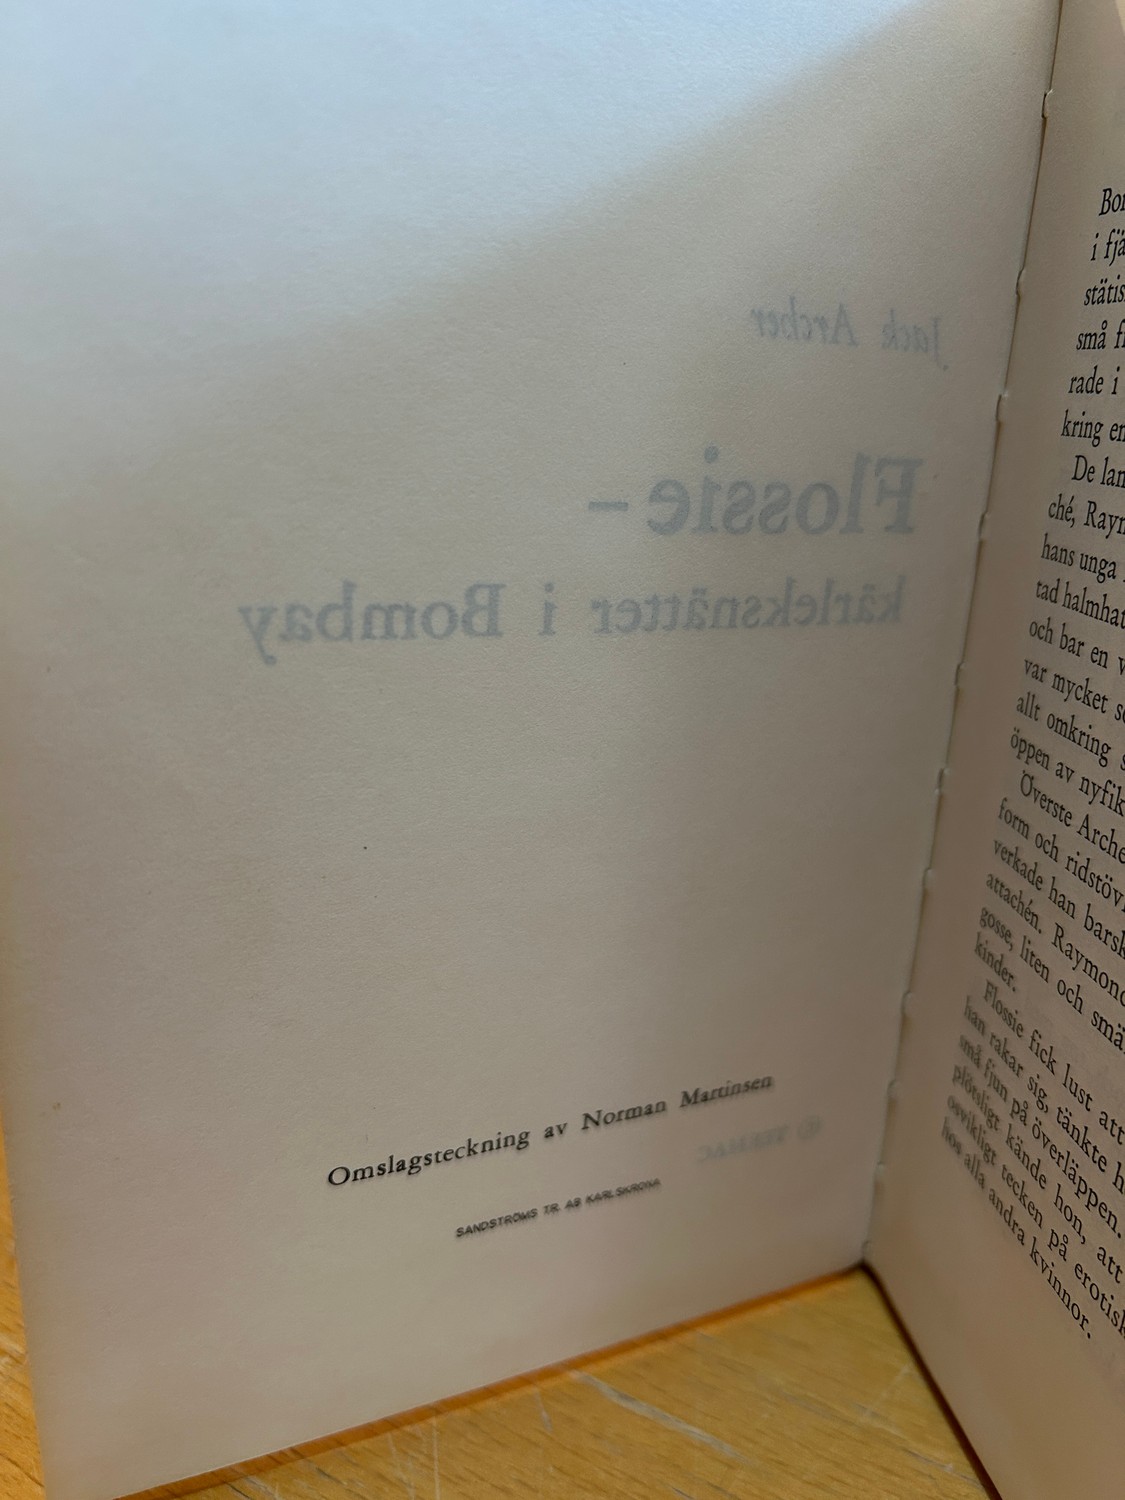 Jack Archer
Flossie –
kärleksnätter i Bombay
Omslagsteckning av Norman Martinsen
SANDSTRÖMS TR. AB KARLSKRONA
i
stätis
små
rade i
kring
De
ché,
hans unga
tad
och bar en
var mycket
allt omkring
öppen av
Överste
form och
verkade han
attachén.
gosse, liten och
kinder.
Flossie fick lust att
han rakar sig, tänkte
små fjun på överläppen.
plötsligt kände hon, att
osvikligt tecken på
hos alla andra kvinnor.